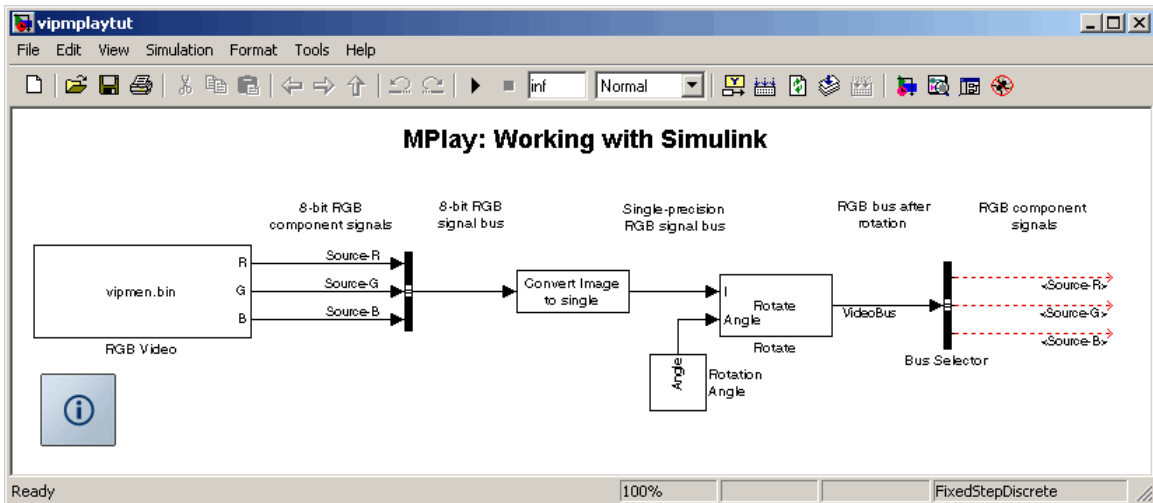 vipmplaytut
File Edit View Simulation Format Tools Help
inf Normal
MPlay: Working with Simulink
8-bit RGB
component signals
8-bit RGB
signal bus
Single-precision
RGB signal bus
RGB bus after
rotation
RGB component
signals
vipmen.bin
R
G
B
RGB Video
Source-R
Source-G
Source-B
Convert Image
to single
I
Angle
Rotate
Rotate
Angle
Rotation
Angle
VideoBus
Bus Selector
<Source-R>
<Source-G>
<Source-B>
Ready 100% FixedStepDiscrete